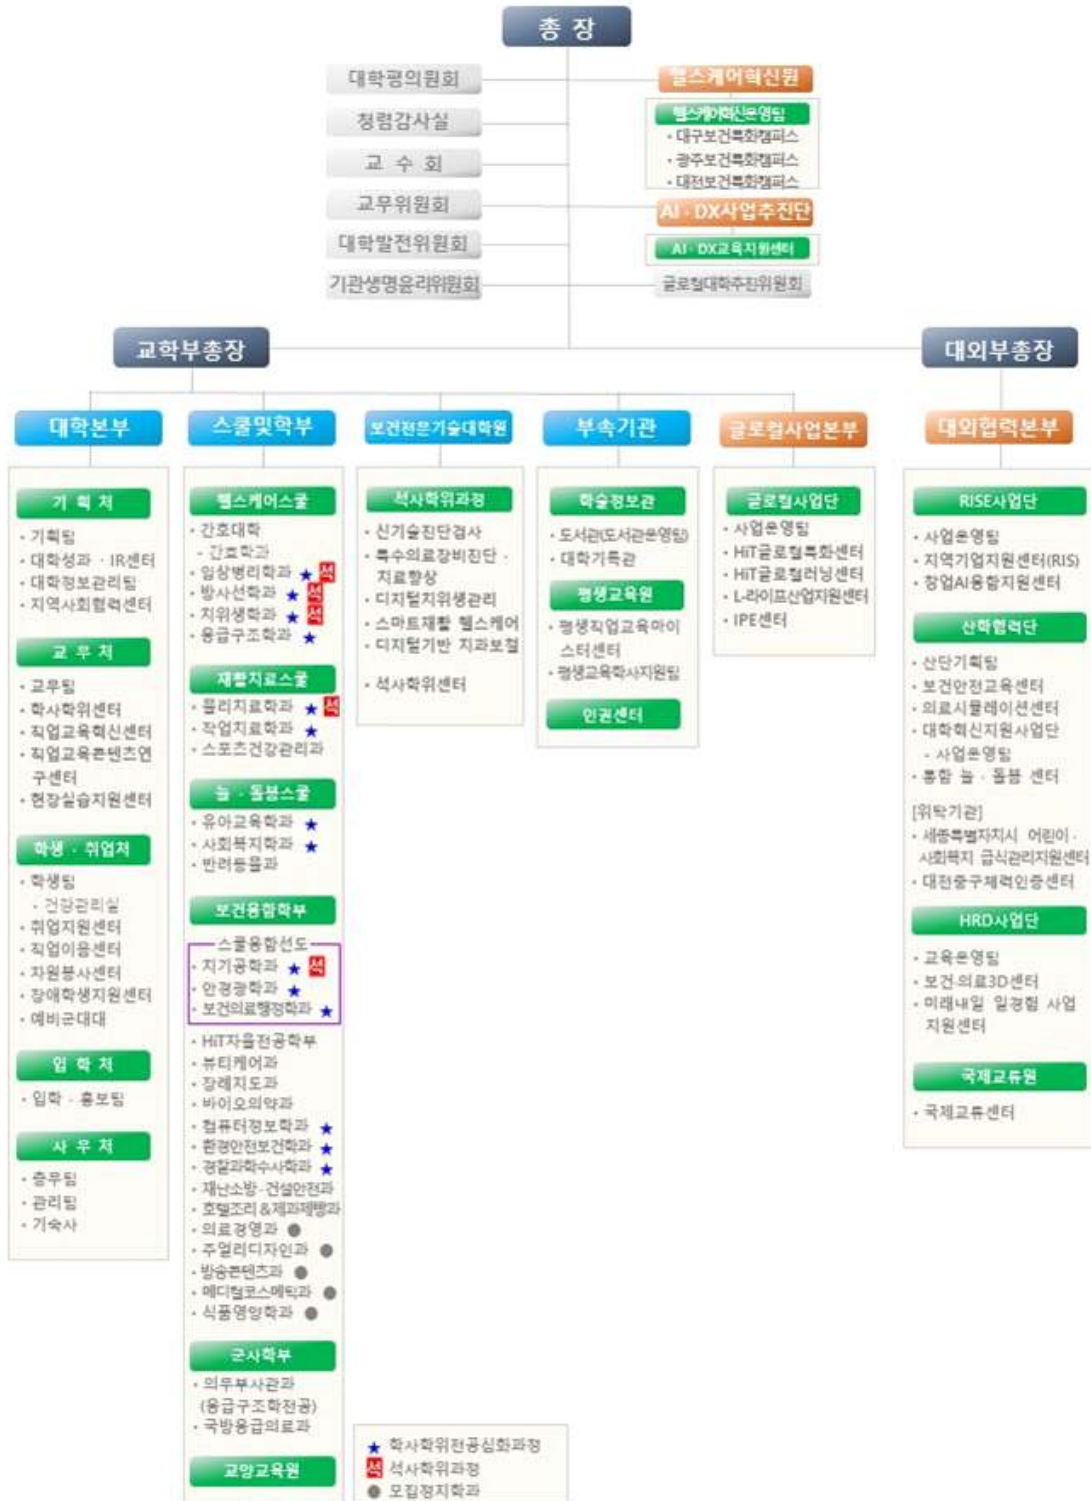 총 장
대학평의원회
청렴감사실
교 수 회
교무위원회
대학발전위원회
기관생명윤리위원회
헬스케어혁신원
헬스케어혁신운영팀
· 대구보건특화캠퍼스
· 광주보건특화캠퍼스
· 대전보건특화캠퍼스
AI · DX사업추진단
AI · DX교육지원센터
글로컬대학추진위원회
교학부총장
대외부총장
대학본부
기 획 처
· 기획팀
· 대학성과 · IR센터
· 대학정보관리팀
· 지역사회협력센터
교 무 처
· 교무팀
· 학사학위센터
· 직업교육혁신센터
· 직업교육콘텐츠연
구센터
· 현장실습지원센터
학생 · 취업처
· 학생팀
- 건강관리실
· 취업지원센터
· 직업이음센터
· 자원봉사센터
· 장애학생지원센터
· 예비군대대
입 학 처
· 입학 · 홍보팀
사 무 처
· 총무팀
· 관리팀
· 기숙사
스쿨및학부
헬스케어스쿨
· 간호대학
- 간호학과
· 임상병리학과 ★ 석
· 방사선학과 ★ 석
· 치위생학과 ★ 석
· 응급구조학과 ★
재활치료스쿨
· 물리치료학과 ★ 석
· 작업치료학과 ★
· 스포츠건강관리과
늘 · 돌봄스쿨
· 유아교육학과 ★
· 사회복지학과 ★
· 반려동물과
보건융합학부
스쿨융합선도
· 치기공학과 ★ 석
· 안경광학과 ★
· 보건의료행정학과 ★
· HiT자율전공학부
· 뷰티케어과
· 장례지도과
· 바이오의약과
· 컴퓨터정보학과 ★
· 환경안전보건학과 ★
· 경찰과학수사학과 ★
· 재난소방·건설안전과
· 호텔조리&제과제빵과
· 의료경영과 ●
· 주얼리디자인과 ●
· 방송콘텐츠과 ●
· 메디컬코스메틱과 ●
· 식품영양학과 ●
군사학부
· 의무부사관과
(응급구조학전공)
· 국방응급의료과
교양교육원
보건전문기술대학원
석사학위과정
· 신기술진단검사
· 특수의료장비진단 ·
치료향상
· 디지털치위생관리
· 스마트재활 헬스케어
· 디지털기반 치과보철
· 석사학위센터
부속기관
학술정보관
· 도서관(도서관운영팀)
· 대학기록관
평생교육원
· 평생직업교육마이
스터센터
· 평생교육학사지원팀
인권센터
글로컬사업본부
글로컬사업단
· 사업운영팀
· HiT글로컬특화센터
· HiT글로컬러닝센터
· L-라이프산업지원센터
· IPE센터
대외협력본부
RISE사업단
· 사업운영팀
· 지역기업지원센터(RIS)
· 창업AI융합지원센터
산학협력단
· 산단기획팀
· 보건안전교육센터
· 의료시뮬레이션센터
· 대학혁신지원사업단
- 사업운영팀
· 통합 늘 · 돌봄 센터
[위탁기관]
· 세종특별자치시 어린이 ·
사회복지 급식관리지원센터
· 대전중구체력인증센터
HRD사업단
· 교육운영팀
· 보건·의료3D센터
· 미래내일 일경험 사업
지원센터
국제교류원
· 국제교류센터
★ 학사학위전공심화과정
석 석사학위과정
● 모집정지학과